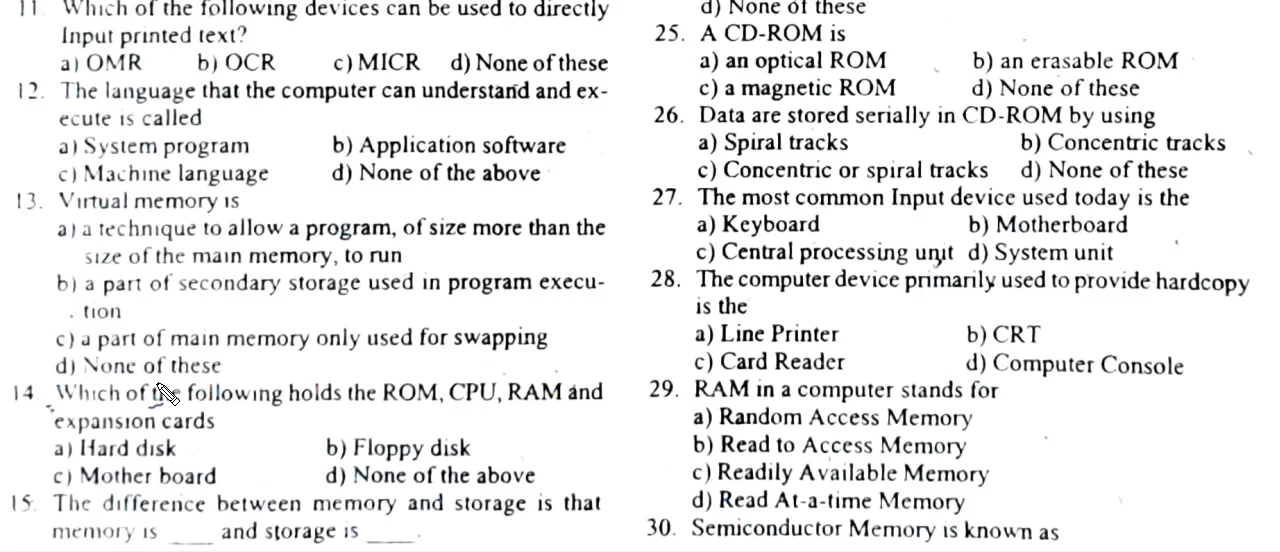 11. Which of the following devices can be used to directly
Input printed text?
a) OMR b) OCR c) MICR d) None of these
12. The language that the computer can understand and ex-
ecute is called
a) System program b) Application software
c) Machine language d) None of the above
13. Virtual memory is
a) a technique to allow a program, of size more than the
size of the main memory, to run
b) a part of secondary storage used in program execu-
tion
c) a part of main memory only used for swapping
d) None of these
14. Which of the following holds the ROM, CPU, RAM and
expansion cards
a) Hard disk b) Floppy disk
c) Mother board d) None of the above
15. The difference between memory and storage is that
memory is ____ and storage is ____.
d) None of these
25. A CD-ROM is
a) an optical ROM b) an erasable ROM
c) a magnetic ROM d) None of these
26. Data are stored serially in CD-ROM by using
a) Spiral tracks b) Concentric tracks
c) Concentric or spiral tracks d) None of these
27. The most common Input device used today is the
a) Keyboard b) Motherboard
c) Central processing unit d) System unit
28. The computer device primarily used to provide hardcopy
is the
a) Line Printer b) CRT
c) Card Reader d) Computer Console
29. RAM in a computer stands for
a) Random Access Memory
b) Read to Access Memory
c) Readily Available Memory
d) Read At-a-time Memory
30. Semiconductor Memory is known as